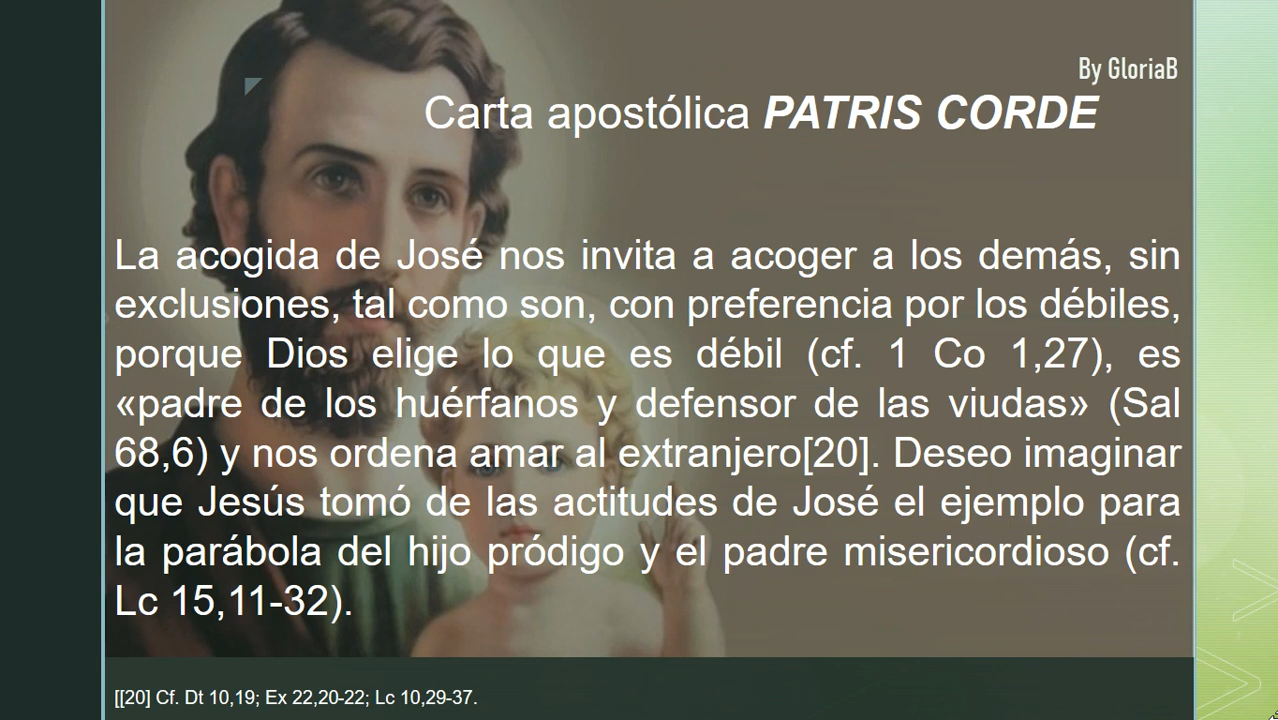 By GloriaB
Carta apostólica PATRIS CORDE
La acogida de José nos invita a acoger a los demás, sin
exclusiones, tal como son, con preferencia por los débiles,
porque Dios elige lo que es débil (cf. 1 Co 1,27), es
«padre de los huérfanos y defensor de las viudas» (Sal
68,6) y nos ordena amar al extranjero[20]. Deseo imaginar
que Jesús tomó de las actitudes de José el ejemplo para
la parábola del hijo pródigo y el padre misericordioso (cf.
Lc 15,11-32).
[[20] Cf. Dt 10,19; Ex 22,20-22; Lc 10,29-37.